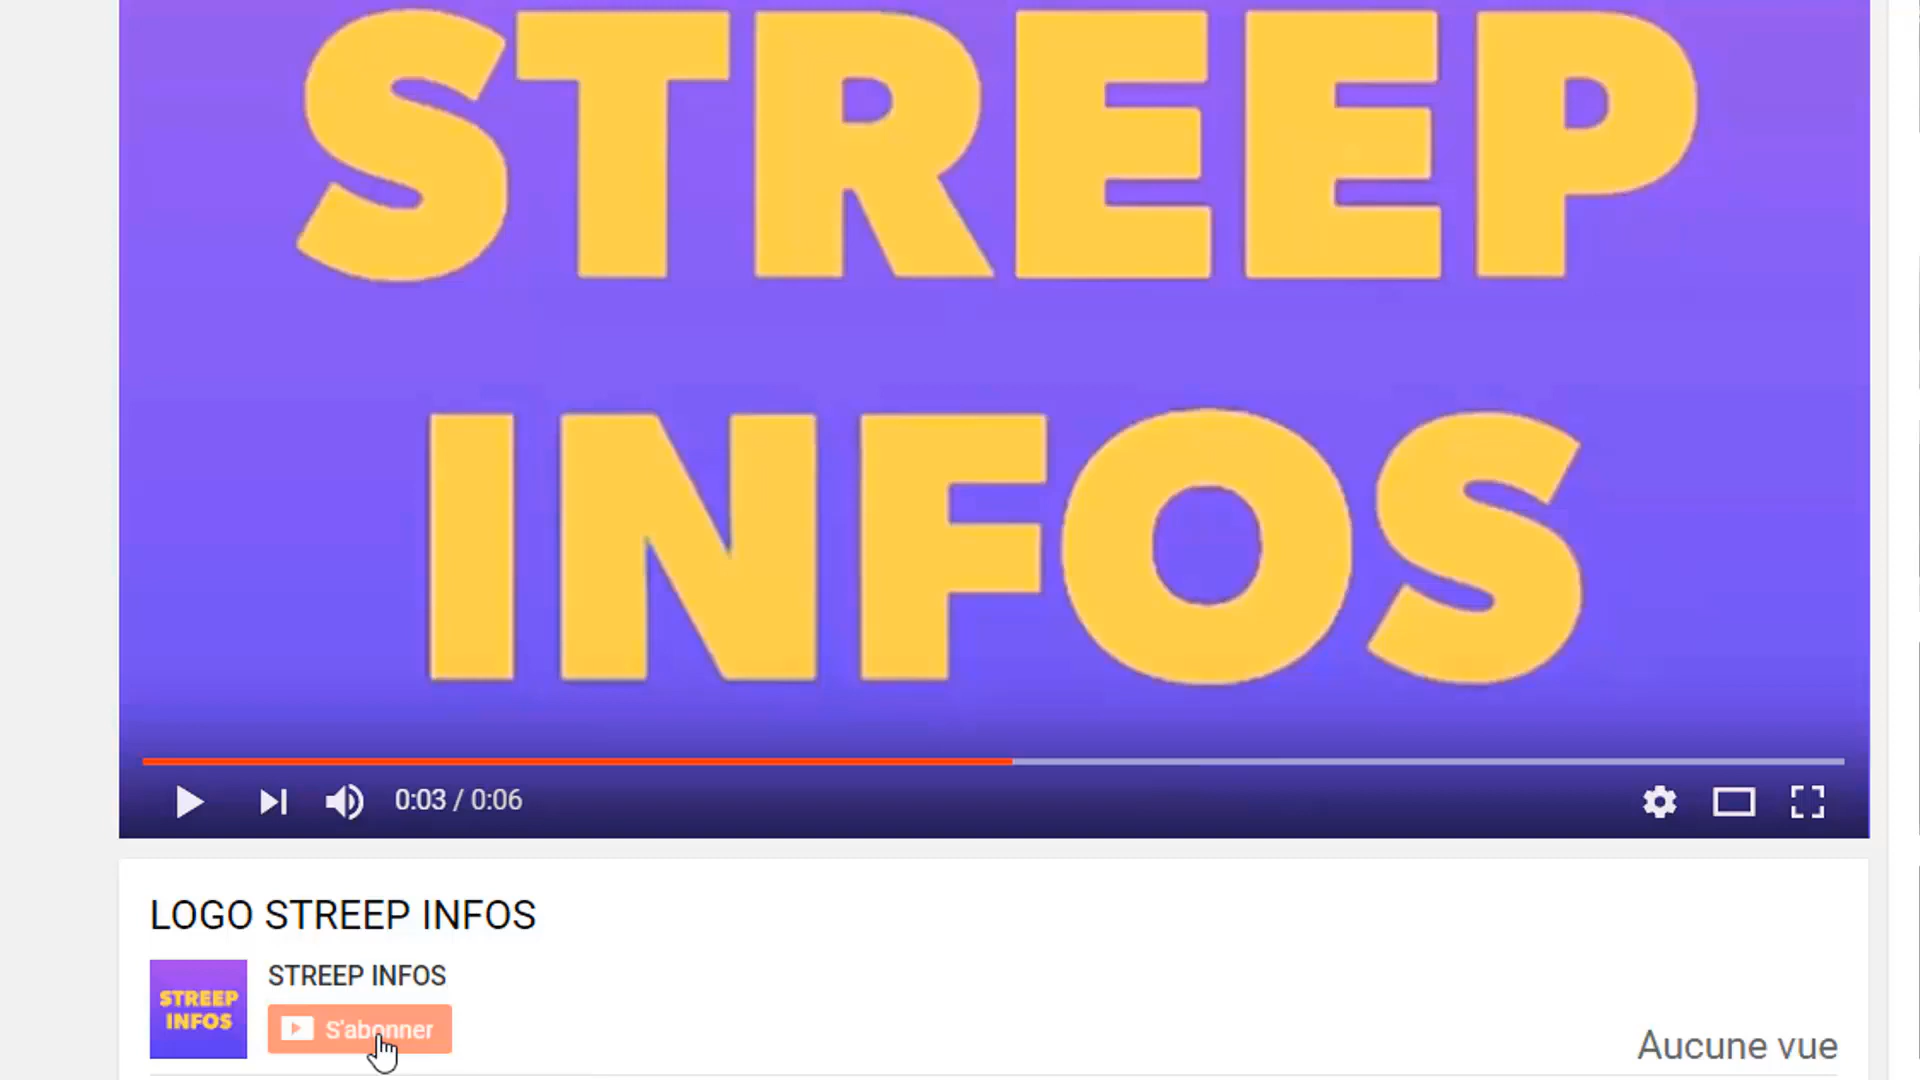 STREEP
INFOS
0:03 / 0:06
LOGO STREEP INFOS
STREEP INFOS
STREEP
INFOS
S'abonner
Aucune vue